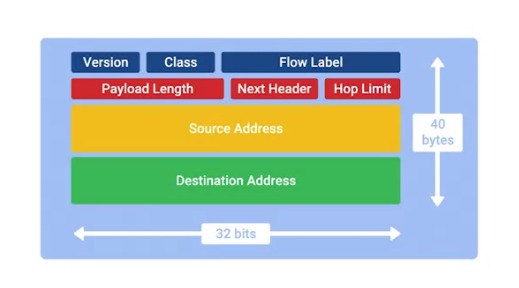 Version Class Flow Label
Payload Length Next Header Hop Limit
Source Address
40
bytes
Destination Address
32 bits